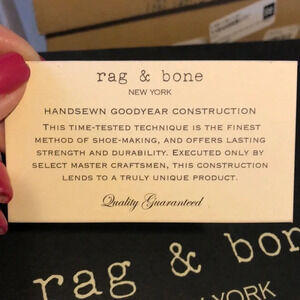 rag & bone
NEW YORK
HANDSEWN GOODYEAR CONSTRUCTION
THIS TIME-TESTED TECHNIQUE IS THE FINEST
METHOD OF SHOE-MAKING, AND OFFERS LASTING
STRENGTH AND DURABILITY. EXECUTED ONLY BY
SELECT MASTER CRAFTSMEN, THIS CONSTRUCTION
LENDS TO A TRULY UNIQUE PRODUCT.
Quality Guaranteed
rag & bon
NEW YORK